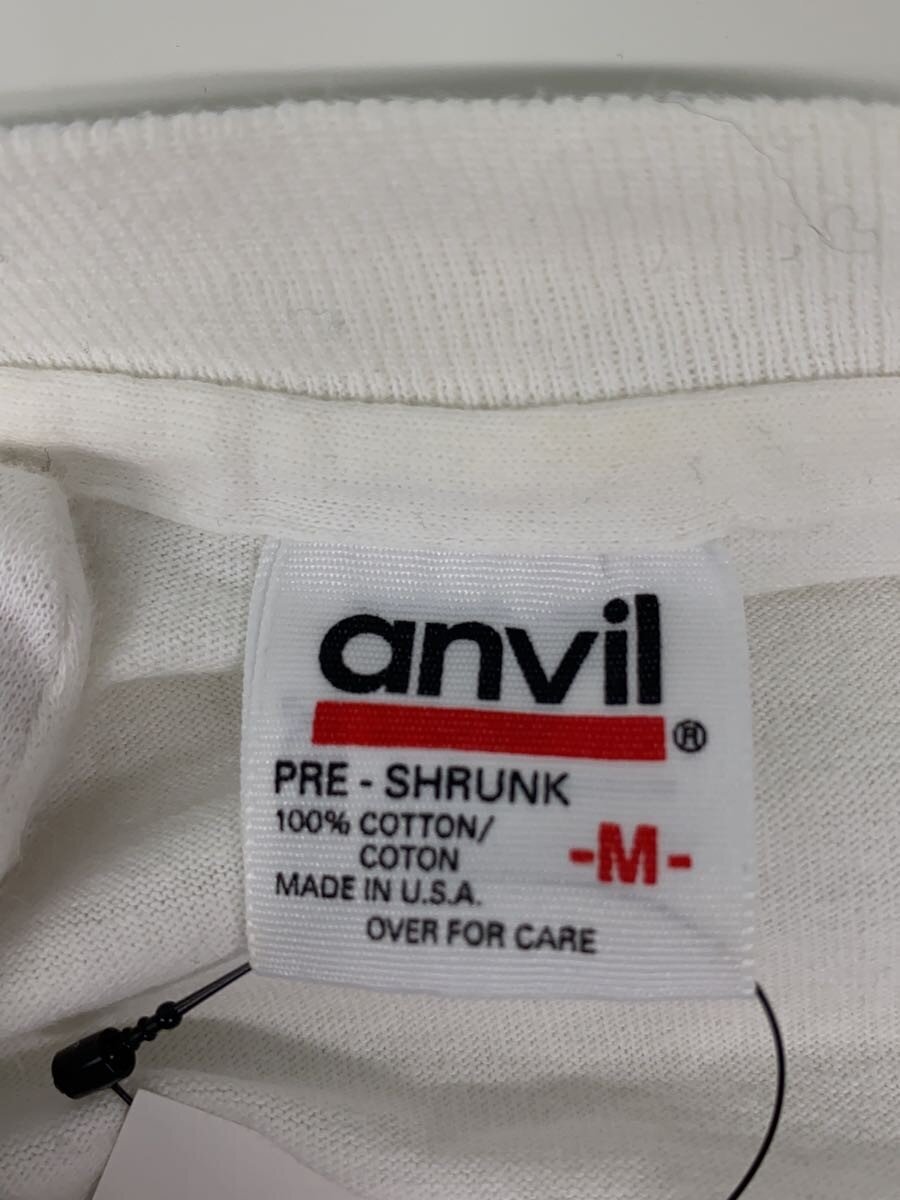 anvil®
PRE - SHRUNK
100% COTTON/
COTON
-M-
MADE IN U.S.A.
OVER FOR CARE